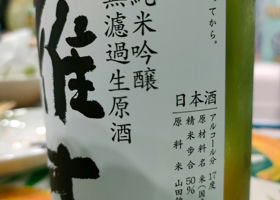 てから。
純米吟醸
無濾過生原酒
日本酒
アルコール分 17度
原材料名 米(国
精米歩合 50%
原料米 山田